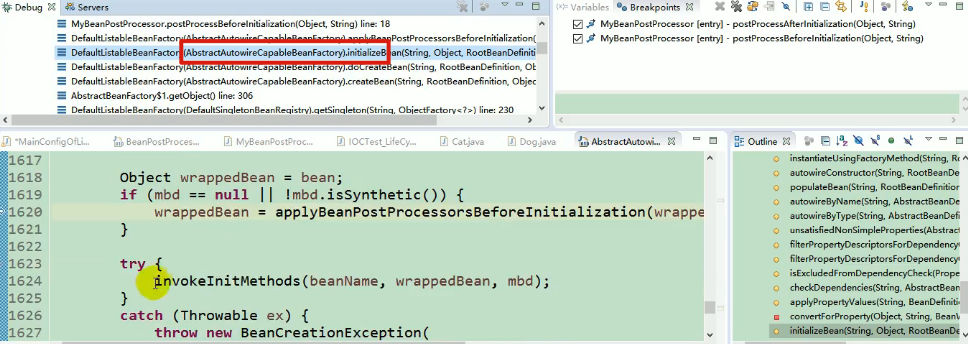 Debug Servers
MyBeanPostProcessor.postProcessBeforeInitialization(Object, String) line: 18
DefaultListableBeanFactory(AbstractAutowireCapableBeanFactory).applyBeanPostProcessorsBeforeInitialization(
DefaultListableBeanFactory(AbstractAutowireCapableBeanFactory).initializeBean(String, Object, RootBeanDefinit
DefaultListableBeanFactory(AbstractAutowireCapableBeanFactory).doCreateBean(String, RootBeanDefinition, O
DefaultListableBeanFactory(AbstractAutowireCapableBeanFactory).createBean(String, RootBeanDefinition, Object
AbstractBeanFactory$1.getObject() line: 306
DefaultListableBeanFactory(DefaultSingletonBeanRegistry).getSingleton(String, ObjectFactory<?>) line: 230
Variables Breakpoints
MyBeanPostProcessor [entry] - postProcessAfterInitialization(Object, String)
MyBeanPostProcessor [entry] - postProcessBeforeInitialization(Object, String)
*MainConfigOfLi... BeanPostProces... MyBeanPostProc... IOCTest_LifeCy... Cat.java Dog.java AbstractAutowi...
1617
1618 Object wrappedBean = bean;
1619 if (mbd == null || !mbd.isSynthetic()) {
1620 wrappedBean = applyBeanPostProcessorsBeforeInitialization(wrappe
1621 }
1622
1623 try {
1624 invokeInitMethods(beanName, wrappedBean, mbd);
1625 }
1626 catch (Throwable ex) {
1627 throw new BeanCreationException(
Outline
instantiateUsingFactoryMethod(String, Ro
autowireConstructor(String, RootBeanDef
populateBean(String, RootBeanDefinition,
autowireByName(String, AbstractBeanDe
autowireByType(String, AbstractBeanDef
unsatisfiedNonSimpleProperties(Abstract
filterPropertyDescriptorsForDependency
filterPropertyDescriptorsForDependency
isExcludedFromDependencyCheck(Proper
checkDependencies(String, AbstractBean
applyPropertyValues(String, BeanDefiniti
convertForProperty(Object, String, BeanW
initializeBean(String, Object, RootBeanDe